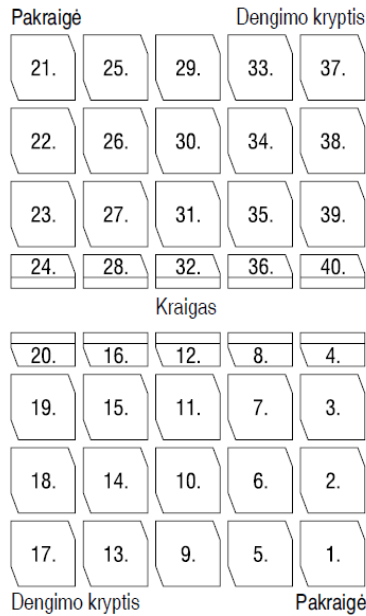 Pakraigė Dengimo kryptis
21. 25. 29. 33. 37.
22. 26. 30. 34. 38.
23. 27. 31. 35. 39.
24. 28. 32. 36. 40.
Kraigas
20. 16. 12. 8. 4.
19. 15. 11. 7. 3.
18. 14. 10. 6. 2.
17. 13. 9. 5. 1.
Dengimo kryptis Pakraigė